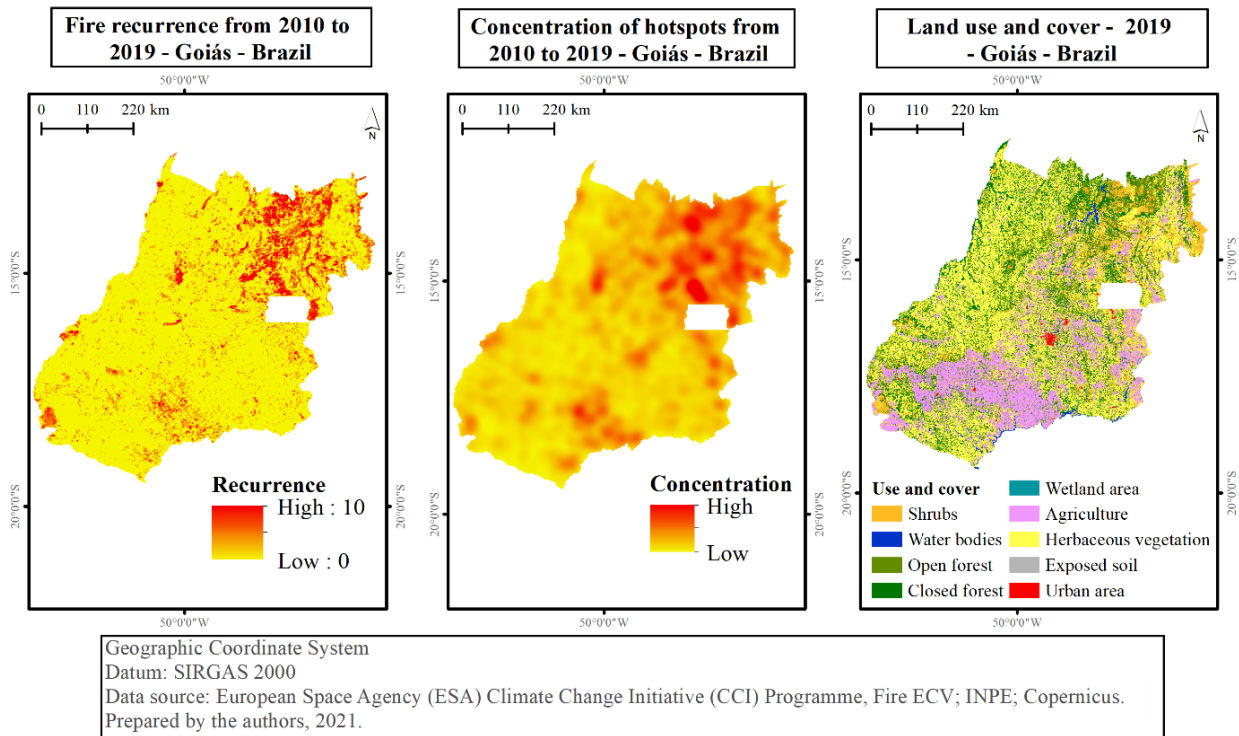 Fire recurrence from 2010 to
2019 - Goiás - Brazil
50°0'0"W
0 110 220 km
N
15°0'0"S
20°0'0"S
Recurrence
High : 10
Low : 0
50°0'0"W
Concentration of hotspots from
2010 to 2019 - Goiás - Brazil
50°0'0"W
0 110 220 km
N
15°0'0"S
15°0'0"S
20°0'0"S
20°0'0"S
Concentration
High
Low
50°0'0"W
Land use and cover - 2019
- Goiás - Brazil
50°0'0"W
0 110 220 km
N
15°0'0"S
15°0'0"S
20°0'0"S
20°0'0"S
Use and cover
Shrubs
Water bodies
Open forest
Closed forest
Wetland area
Agriculture
Herbaceous vegetation
Exposed soil
Urban area
50°0'0"W
Geographic Coordinate System
Datum: SIRGAS 2000
Data source: European Space Agency (ESA) Climate Change Initiative (CCI) Programme, Fire ECV; INPE; Copernicus.
Prepared by the authors, 2021.